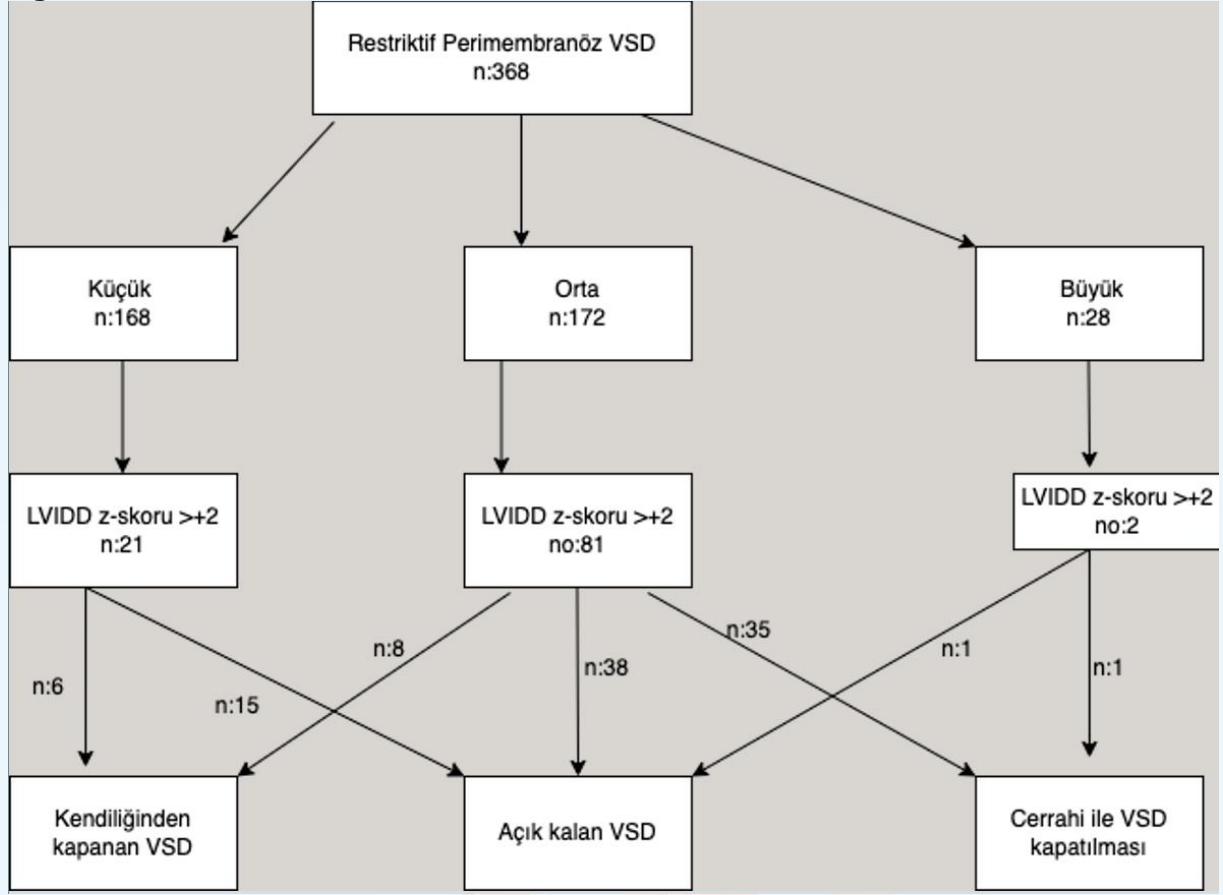 Restriktif Perimembranöz VSD
n:368
Küçük
n:168
Orta
n:172
Büyük
n:28
LVIDD z-skoru >+2
n:21
LVIDD z-skoru >+2
no:81
LVIDD z-skoru >+2
no:2
n:6
n:15
n:8
n:38
n:35
n:1
n:1
Kendiliğinden
kapanan VSD
Açık kalan VSD
Cerrahi ile VSD
kapatılması